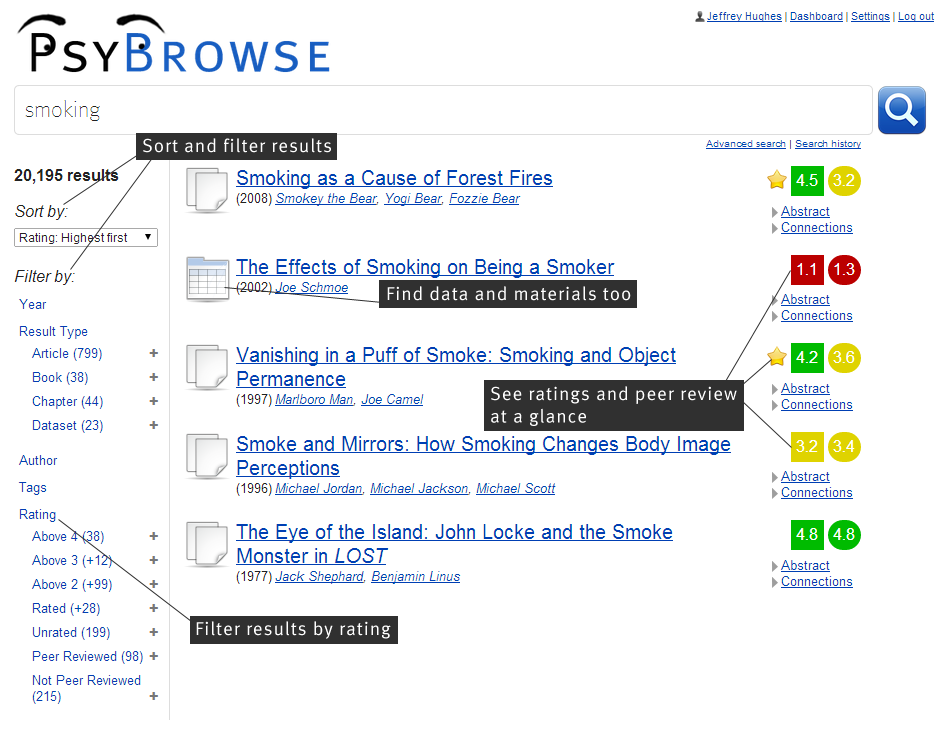 Jeffrey Hughes | Dashboard | Settings | Log out
PSYBROWSE
smoking
Advanced search | Search history
Sort and filter results
20,195 results
Sort by:
Rating: Highest first
Filter by:
Year
Result Type
Article (799) +
Book (38) +
Chapter (44) +
Dataset (23) +
Author
Tags
Rating
Above 4 (38) +
Above 3 (+12) +
Above 2 (+99) +
Rated (+28) +
Unrated (199) +
Peer Reviewed (98) +
Not Peer Reviewed
(215) +
Filter results by rating
Smoking as a Cause of Forest Fires
(2008) Smokey the Bear, Yogi Bear, Fozzie Bear
4.5 3.2
Abstract
Connections
The Effects of Smoking on Being a Smoker
(2002) Joe Schmoe
Find data and materials too
1.1 1.3
Abstract
Connections
Vanishing in a Puff of Smoke: Smoking and Object
Permanence
(1997) Marlboro Man, Joe Camel
4.2 3.6
Abstract
Connections
See ratings and peer review
at a glance
Smoke and Mirrors: How Smoking Changes Body Image
Perceptions
(1996) Michael Jordan, Michael Jackson, Michael Scott
3.2 3.4
Abstract
Connections
The Eye of the Island: John Locke and the Smoke
Monster in LOST
(1977) Jack Shephard, Benjamin Linus
4.8 4.8
Abstract
Connections